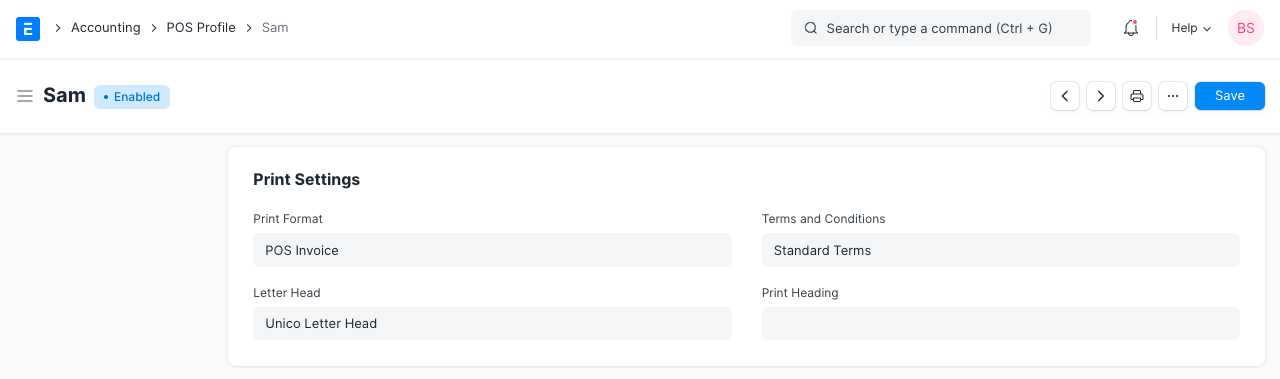 E Accounting POS Profile Sam Search or type a command (Ctrl + G) Help BS
Sam Enabled Save
Print Settings
Print Format Terms and Conditions
POS Invoice Standard Terms
Letter Head Print Heading
Unico Letter Head